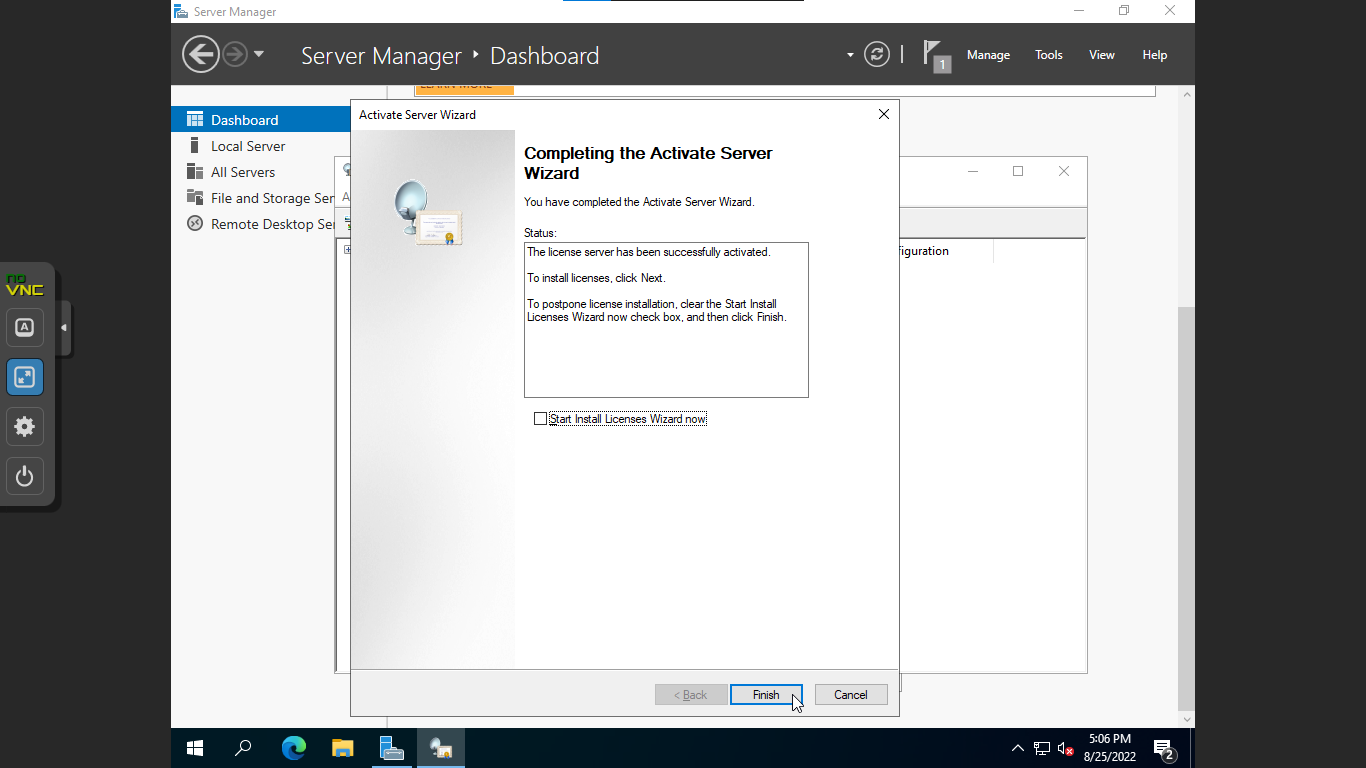 Server Manager
Server Manager
Dashboard
1
Manage
Tools
View
Help
LEARN MORE
Dashboard
Local Server
All Servers
File and Storage Ser
Remote Desktop Ser
A
figuration
Activate Server Wizard
Completing the Activate Server
Wizard
You have completed the Activate Server Wizard.
Status:
The license server has been successfully activated.
To install licenses, click Next.
To postpone license installation, clear the Start Install
Licenses Wizard now check box, and then click Finish.
Start Install Licenses Wizard now
< Back
Finish
Cancel
no
VNC
A
5:06 PM
8/25/2022
2